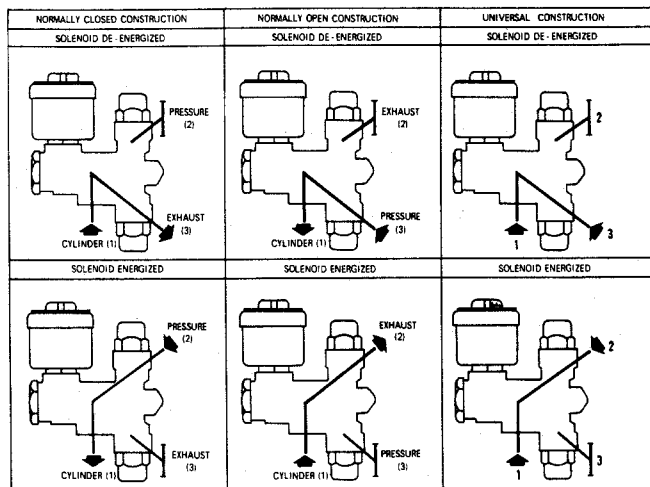 NORMALLY CLOSED CONSTRUCTION
NORMALLY OPEN CONSTRUCTION
UNIVERSAL CONSTRUCTION
SOLENOID DE-ENERGIZED
SOLENOID DE-ENERGIZED
SOLENOID DE-ENERGIZED
PRESSURE
(2)
EXHAUST
(3)
CYLINDER (1)
EXHAUST
(2)
PRESSURE
(3)
CYLINDER (1)
2
3
1
SOLENOID ENERGIZED
SOLENOID ENERGIZED
SOLENOID ENERGIZED
PRESSURE
(2)
EXHAUST
(3)
CYLINDER (1)
EXHAUST
(2)
PRESSURE
(3)
CYLINDER (1)
2
3
1